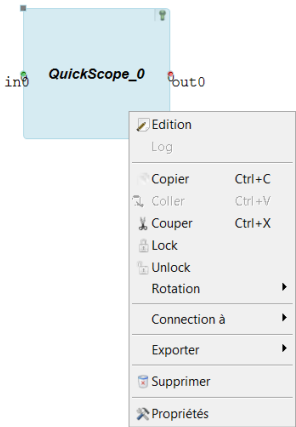 QuickScope_0
in0
out0
Edition
Log
Copier Ctrl+C
Coller Ctrl+V
Couper Ctrl+X
Lock
Unlock
Rotation
Connection à
Exporter
Supprimer
Propriétés